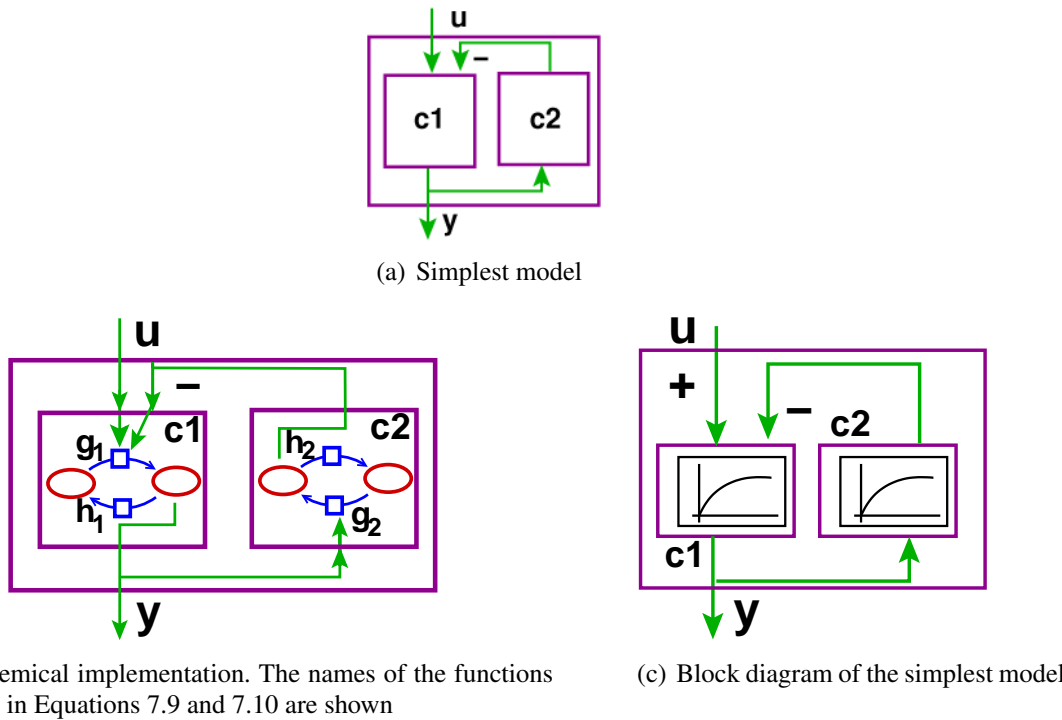 u
−
c1
c2
y
(a) Simplest model
u
−
c1
c2
g1
h2
h1
g2
y
emical implementation. The names of the functions
in Equations 7.9 and 7.10 are shown
u
+
−
c2
c1
y
(c) Block diagram of the simplest model